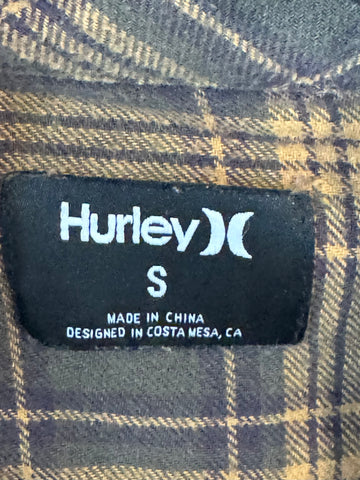 Hurley
S
MADE IN CHINA
DESIGNED IN COSTA MESA, CA